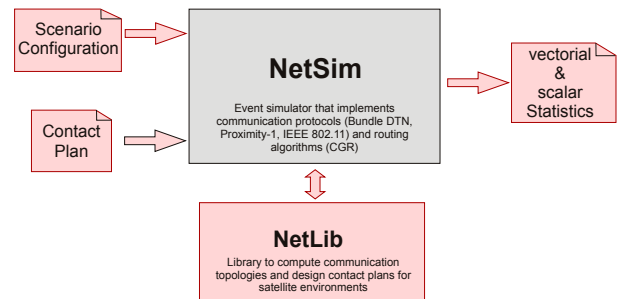 Scenario
Configuration
NetSim
Event simulator that implements
communication protocols (Bundle DTN,
Proximity-1, IEEE 802.11) and routing
algorithms (CGR)
vectorial
&
scalar
Statistics
Contact
Plan
NetLib
Library to compute communication
topologies and design contact plans for
satellite environments